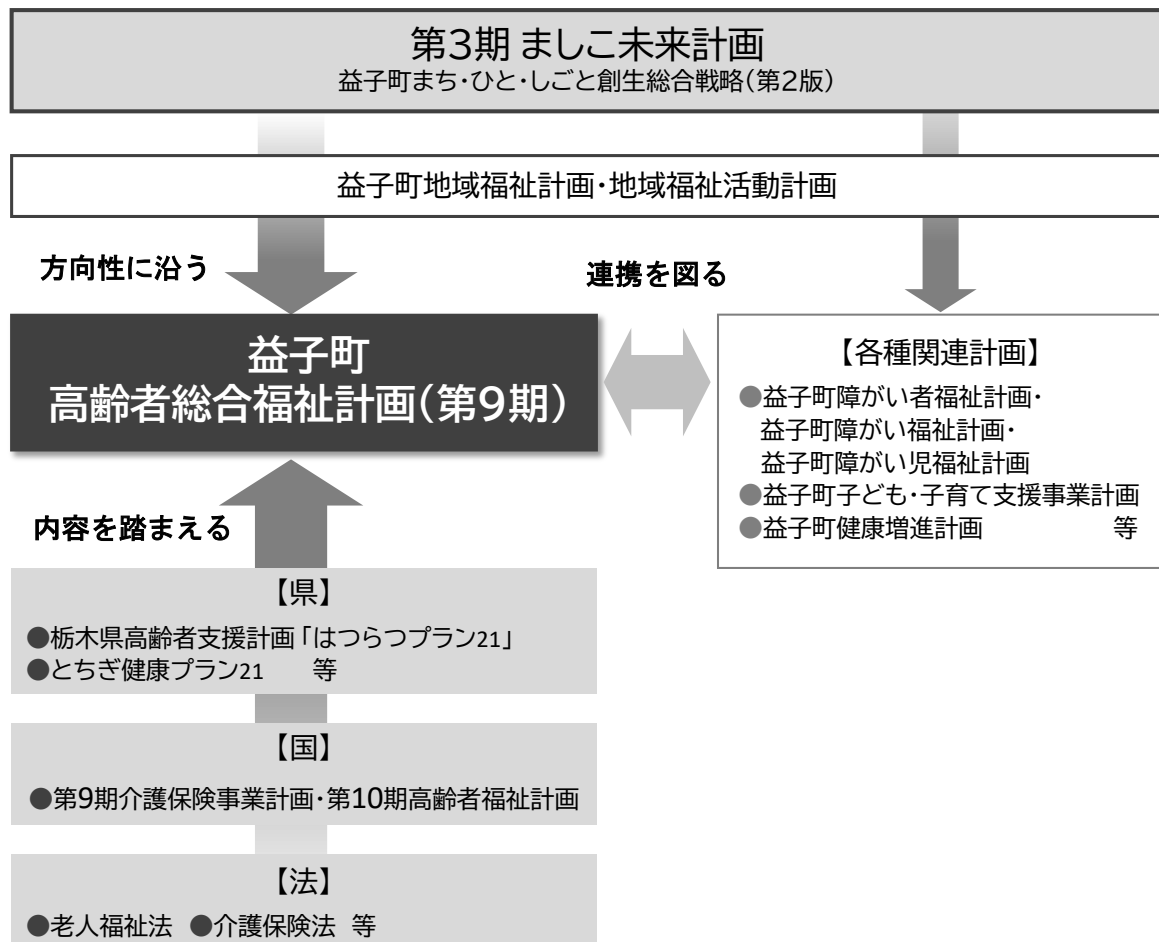 第3期 ましこ未来計画
益子町まち・ひと・しごと創生総合戦略(第2版)
益子町地域福祉計画・地域福祉活動計画
方向性に沿う
連携を図る
益子町
高齢者総合福祉計画(第9期)
【各種関連計画】
●益子町障がい者福祉計画・
益子町障がい福祉計画・
益子町障がい児福祉計画
●益子町子ども・子育て支援事業計画
●益子町健康増進計画 等
内容を踏まえる
【県】
●栃木県高齢者支援計画「はつらつプラン21」
●とちぎ健康プラン21 等
【国】
●第9期介護保険事業計画・第10期高齢者福祉計画
【法】
●老人福祉法 ●介護保険法 等